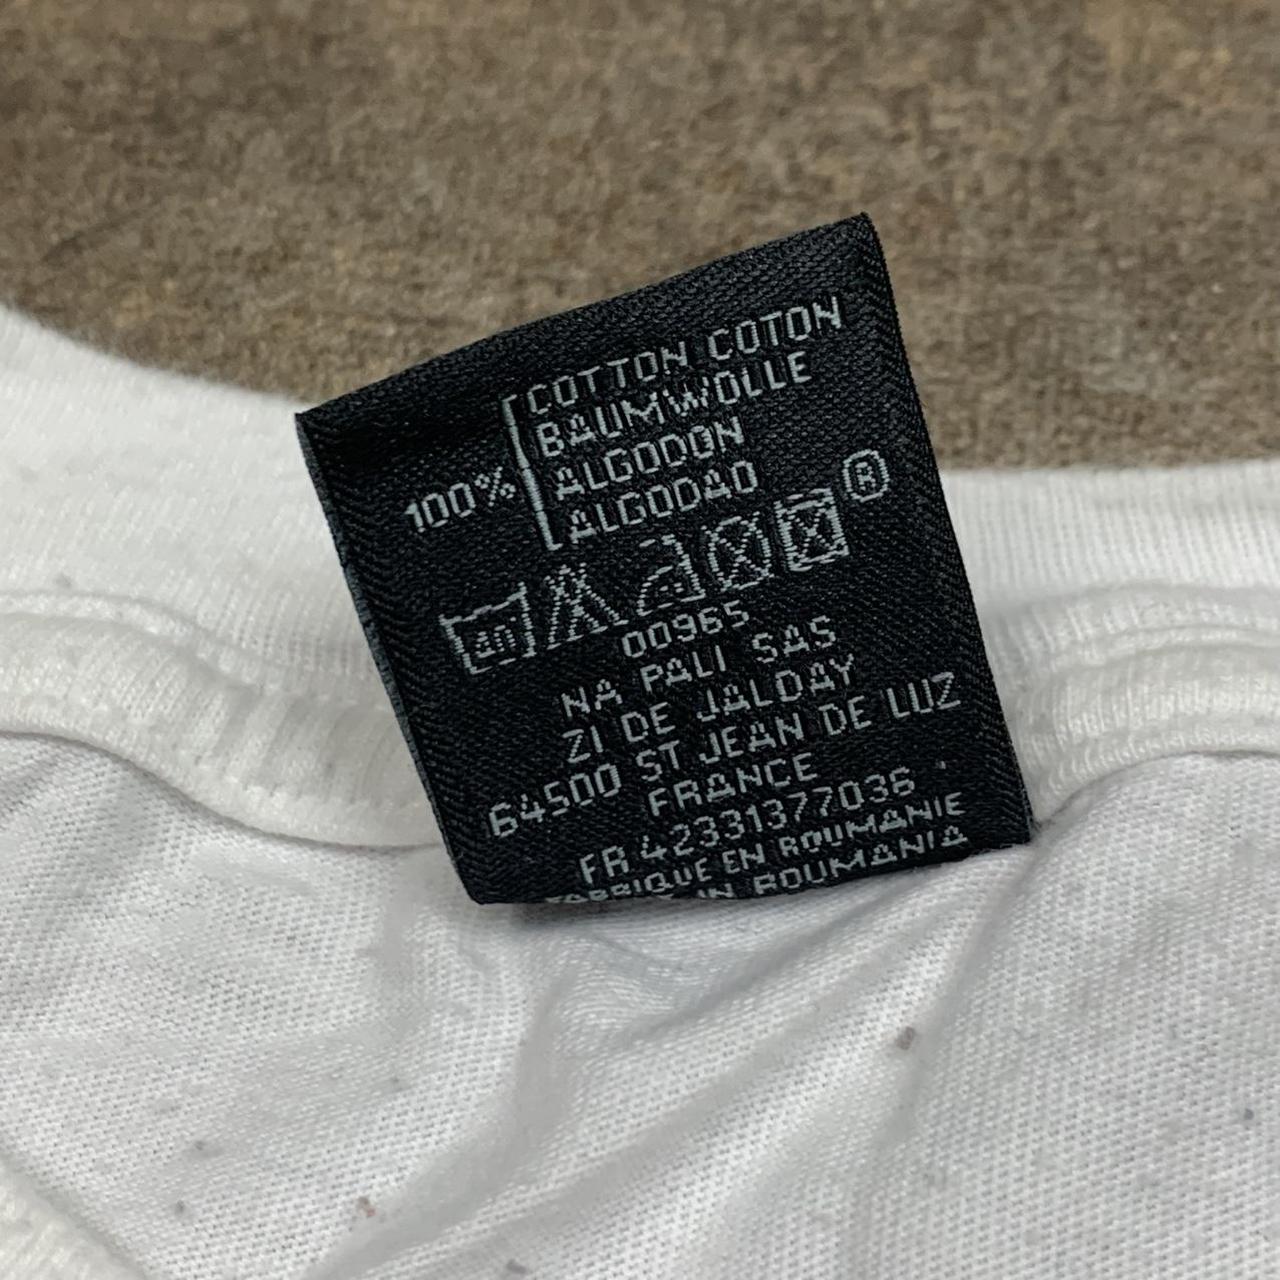 COTTON COTON
BAUMWOLLE
100% ALGODON
ALGODAO
®
40
00965
NA PALI SAS
ZI DE JALDAY
64500 ST JEAN DE LUZ
FRANCE
FR 42331377036
FABRIQUE EN ROUMANIE
IN ROUMANIA